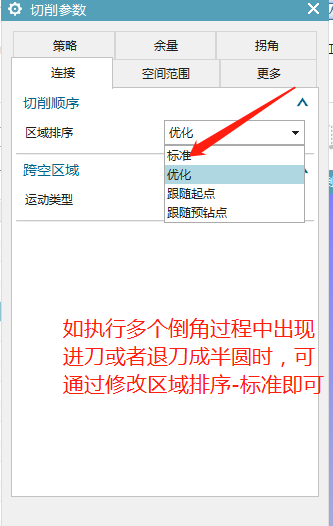 切削参数
策略 余量 拐角
连接 空间范围 更多
切削顺序
区域排序 优化
标准
跨空区域
优化
运动类型
跟随起点
跟随预钻点
如执行多个倒角过程中出现
进刀或者退刀成半圆时，可
通过修改区域排序-标准即可